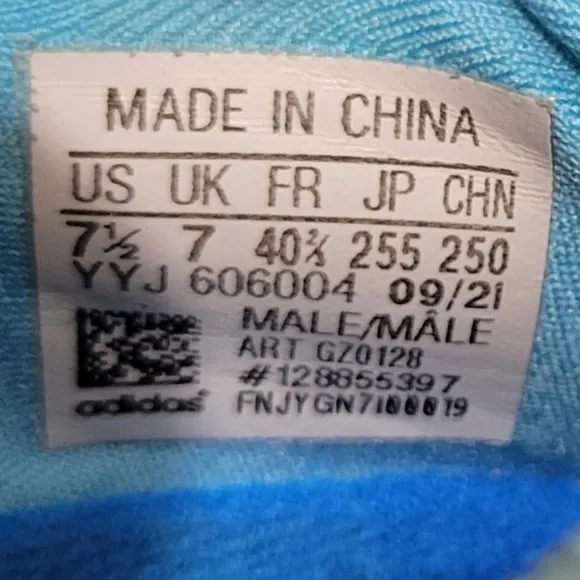 MADE IN CHINA
US UK FR JP CHN
7½ 7 40⅔ 255 250
YYJ 606004 09/21
MALE/MÂLE
ART GZ0128
#128855397
adidas FNJYGN7100019